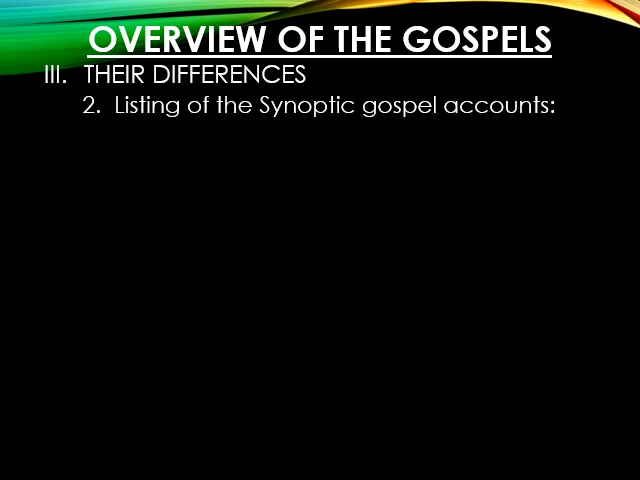 OVERVIEW OF THE GOSPELS
III. THEIR DIFFERENCES
2. Listing of the Synoptic gospel accounts: